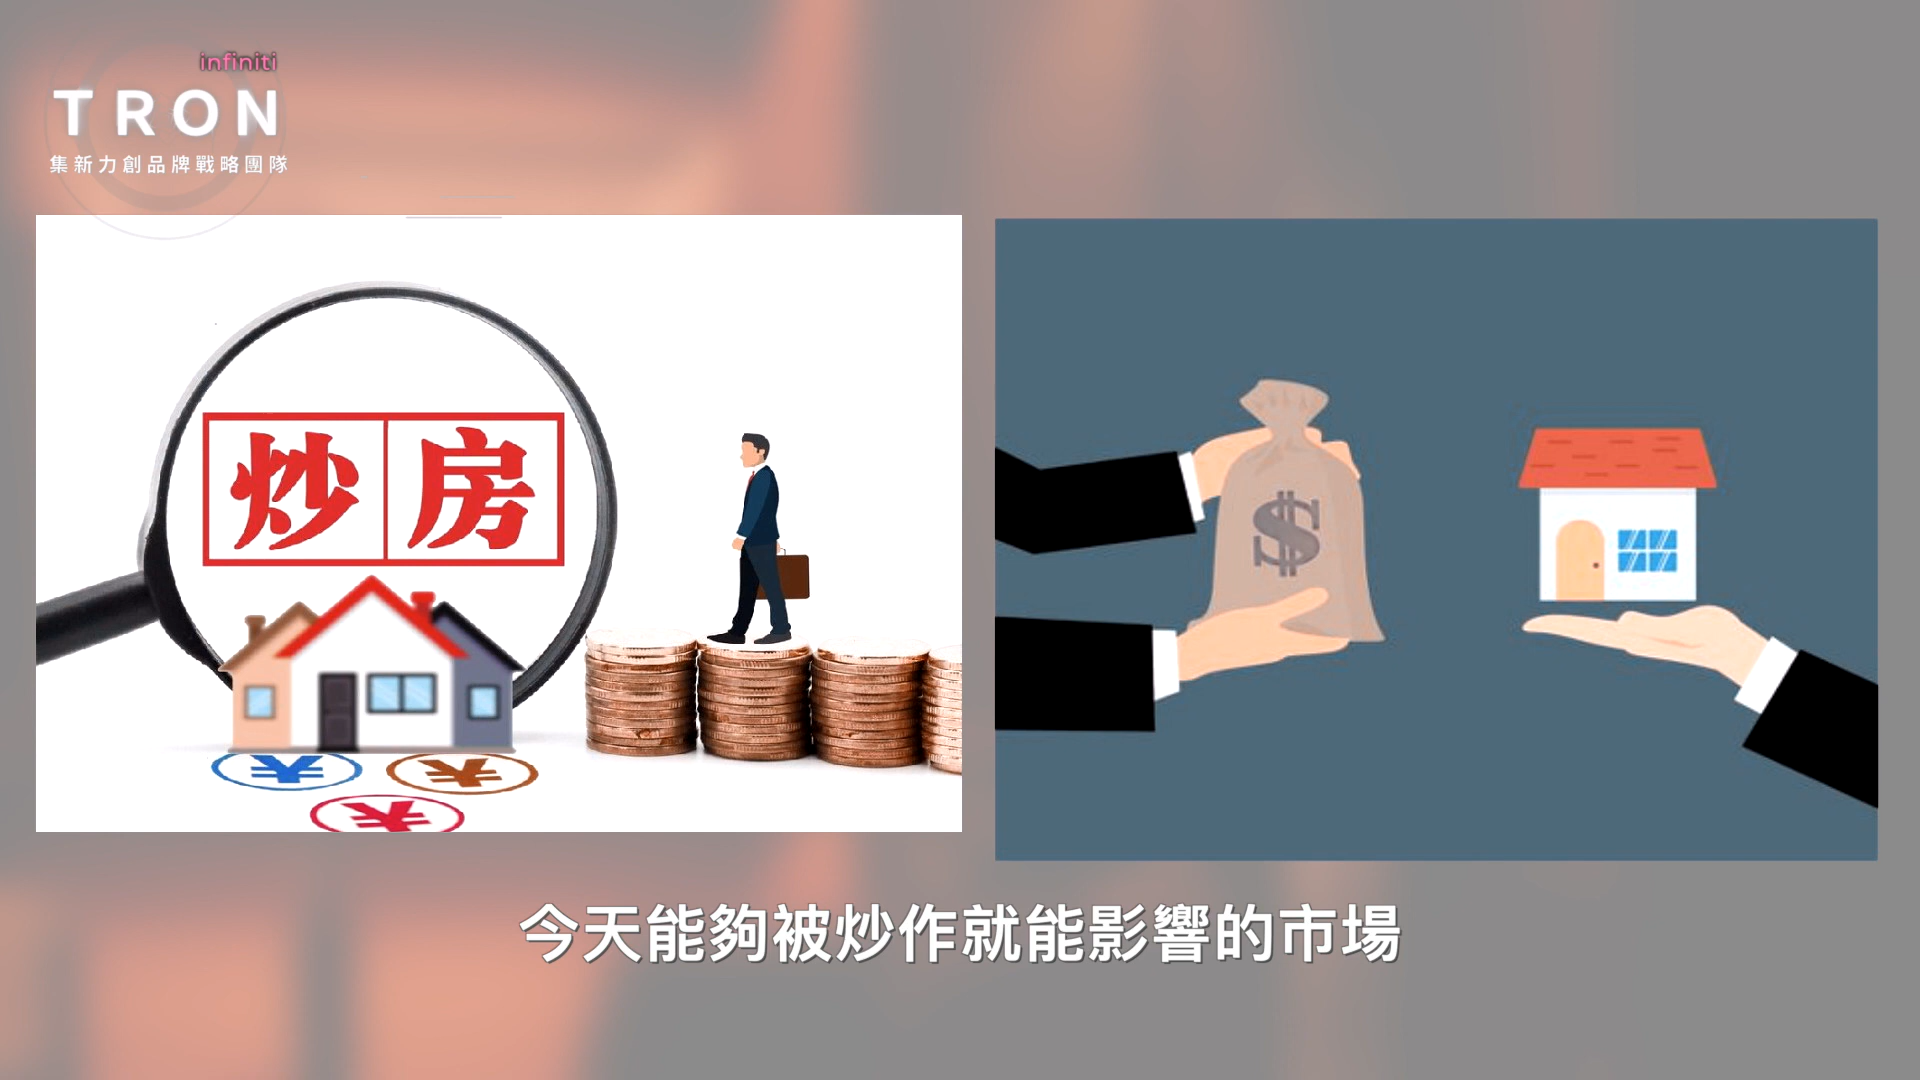 infiniti
TRON
集新力創品牌戰略團隊
炒房
$
¥ ¥
¥
今天能夠被炒作就能影響的市場